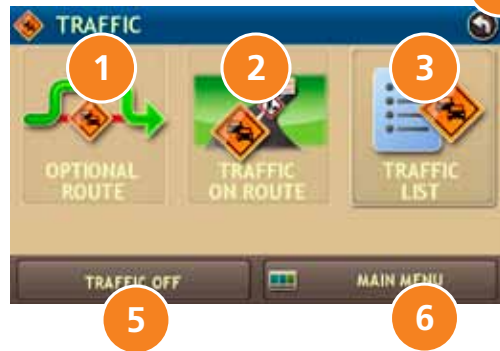 TRAFFIC
1
2
3
OPTIONAL
ROUTE
TRAFFIC
ON ROUTE
TRAFFIC
LIST
TRAFFIC OFF
MAIN MENU
5
6